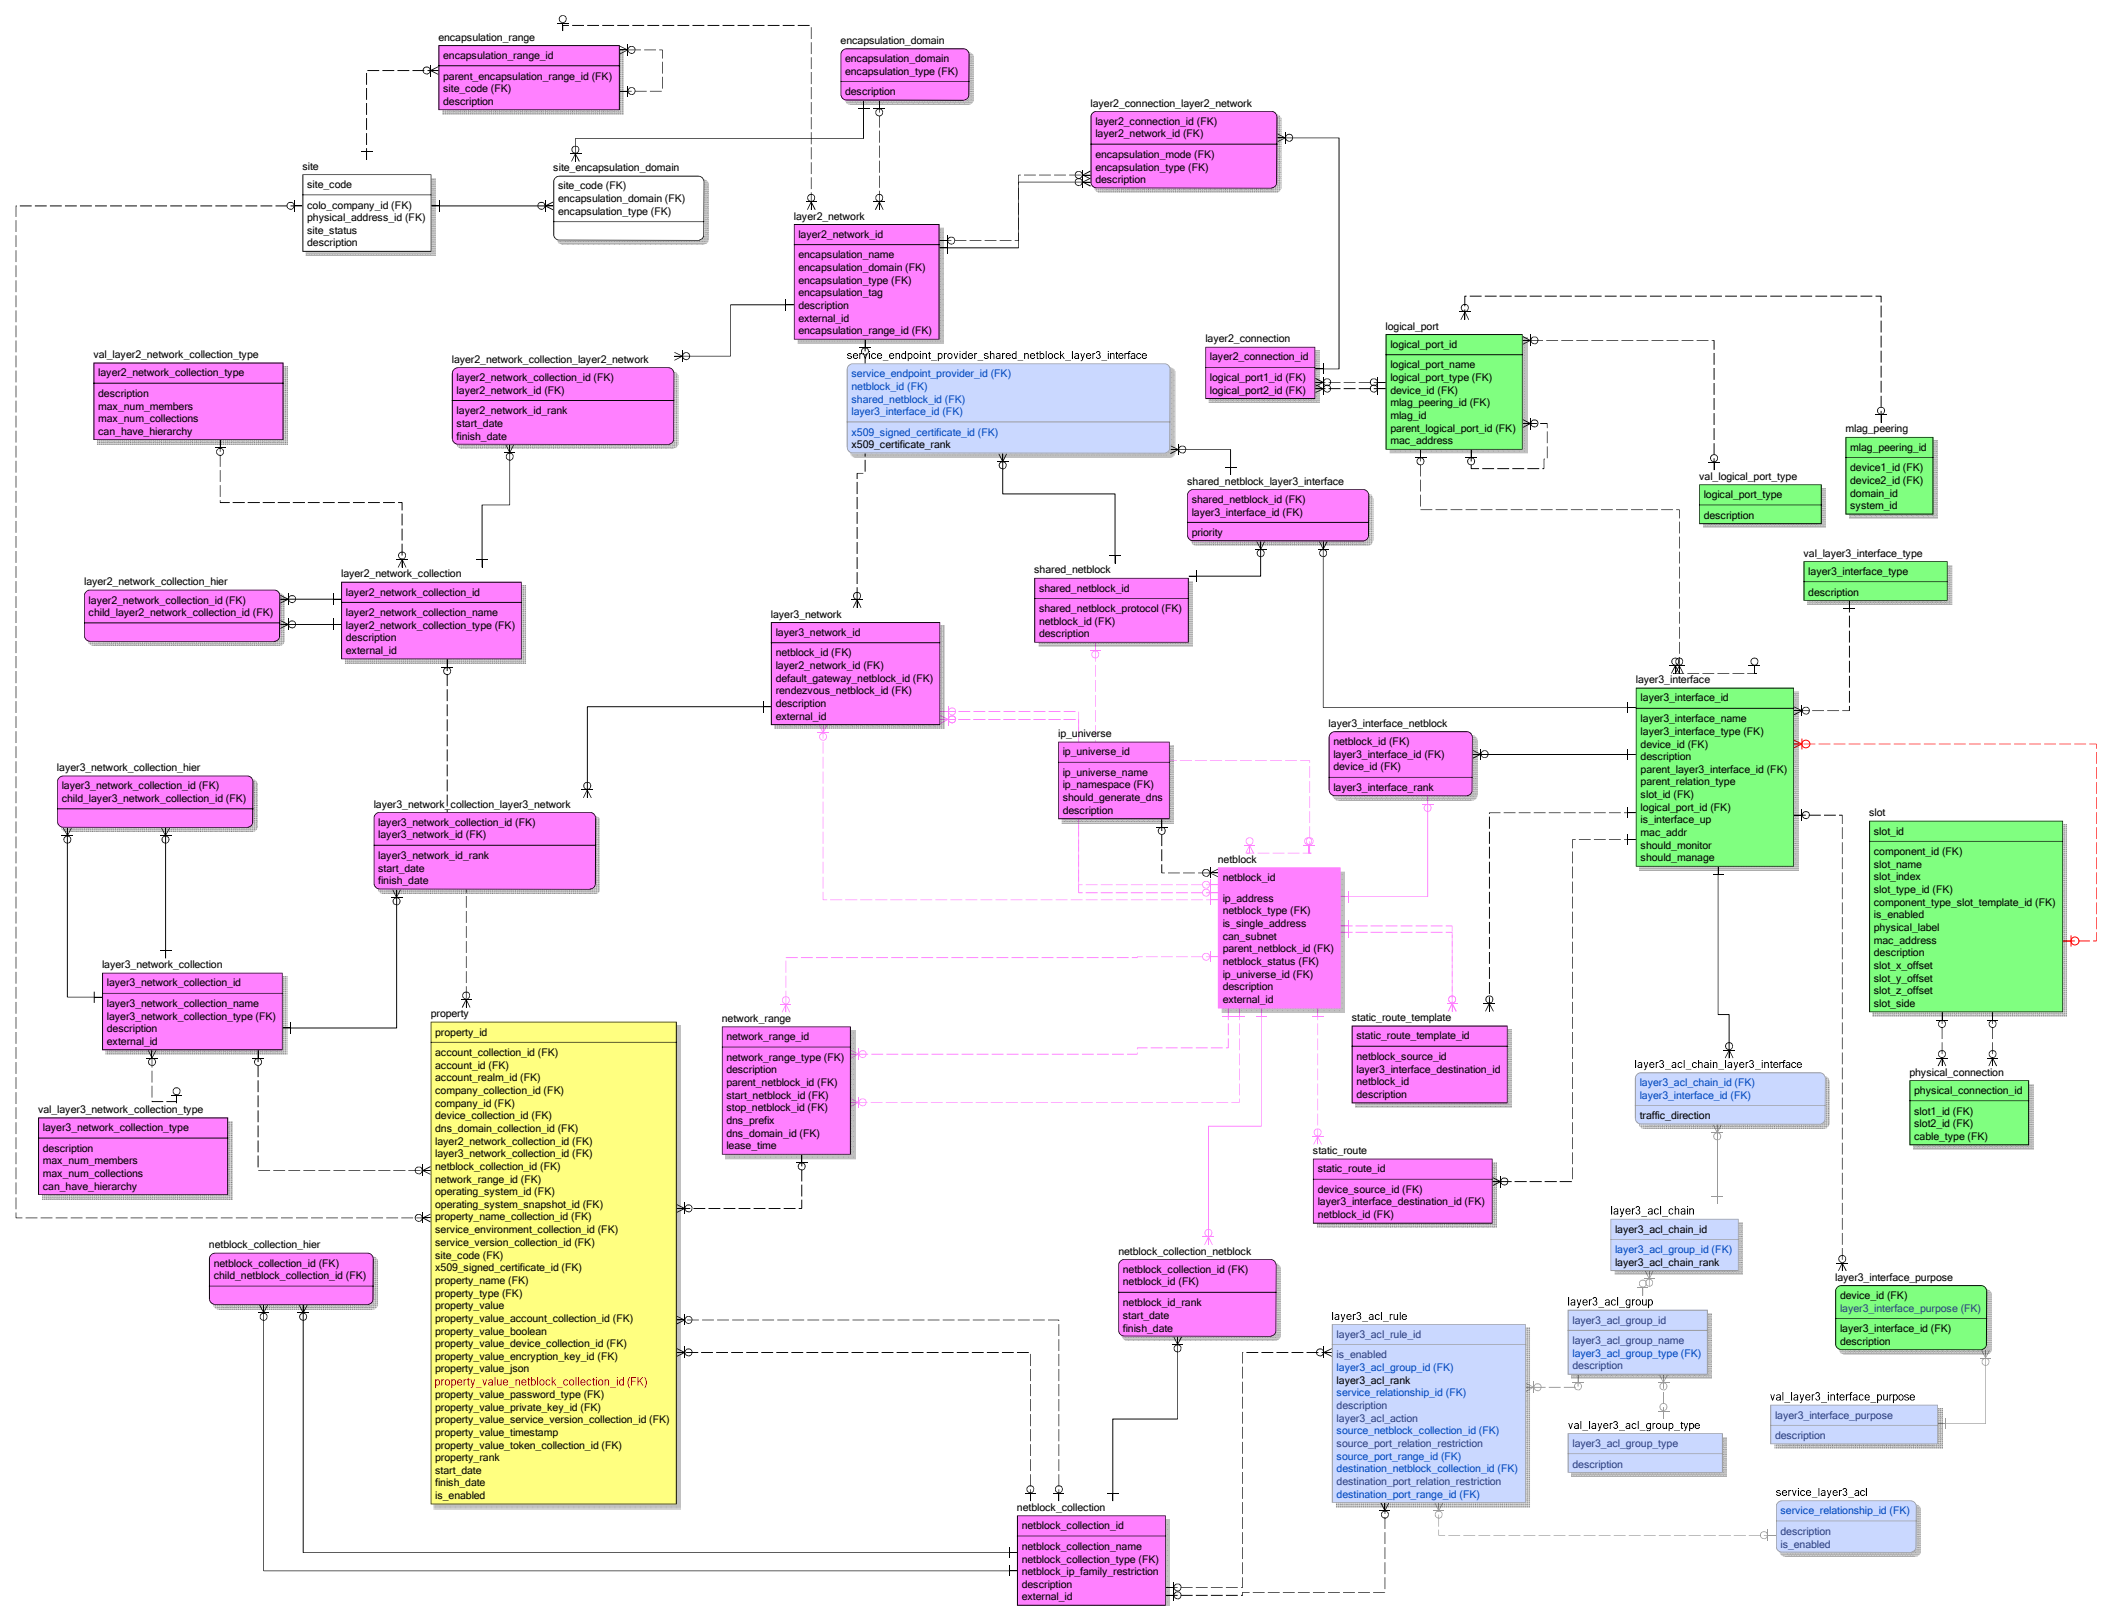 encapsulation_range
encapsulation_range_id
parent_encapsulation_range_id (FK)
site_code (FK)
description
encapsulation_domain
encapsulation_domain
encapsulation_type (FK)
description
layer2_connection_layer2_network
layer2_connection_id (FK)
layer2_network_id (FK)
encapsulation_mode (FK)
encapsulation_type (FK)
description
site
site_code
colo_company_id (FK)
physical_address_id (FK)
site_status
description
site_encapsulation_domain
site_code (FK)
encapsulation_domain (FK)
encapsulation_type (FK)
layer2_network
layer2_network_id
encapsulation_name
encapsulation_domain (FK)
encapsulation_type (FK)
encapsulation_tag
description
external_id
encapsulation_range_id (FK)
val_layer2_network_collection_type
layer2_network_collection_type
description
max_num_members
max_num_collections
can_have_hierarchy
layer2_network_collection_layer2_network
layer2_network_collection_id (FK)
layer2_network_id (FK)
layer2_network_id_rank
start_date
finish_date
service_endpoint_provider_shared_netblock_layer3_interface
service_endpoint_provider_id (FK)
netblock_id (FK)
shared_netblock_id (FK)
layer3_interface_id (FK)
x509_signed_certificate_id (FK)
x509_certificate_rank
layer2_connection
layer2_connection_id
logical_port1_id (FK)
logical_port2_id (FK)
logical_port
logical_port_id
logical_port_name
logical_port_type (FK)
device_id (FK)
mlag_peering_id (FK)
mlag_id
parent_logical_port_id (FK)
mac_address
mlag_peering
mlag_peering_id
device1_id (FK)
device2_id (FK)
domain_id
system_id
val_logical_port_type
logical_port_type
description
shared_netblock_layer3_interface
shared_netblock_id (FK)
layer3_interface_id (FK)
priority
val_layer3_interface_type
layer3_interface_type
description
layer2_network_collection_hier
layer2_network_collection_id (FK)
child_layer2_network_collection_id (FK)
layer2_network_collection
layer2_network_collection_id
layer2_network_collection_name
layer2_network_collection_type (FK)
description
external_id
shared_netblock
shared_netblock_id
shared_netblock_protocol (FK)
netblock_id (FK)
description
layer3_network
layer3_network_id
netblock_id (FK)
layer2_network_id (FK)
default_gateway_netblock_id (FK)
rendezvous_netblock_id (FK)
description
external_id
layer3_interface
layer3_interface_id
layer3_interface_name
layer3_interface_type (FK)
device_id (FK)
description
parent_layer3_interface_id (FK)
parent_relation_type
slot_id (FK)
logical_port_id (FK)
is_interface_up
mac_addr
should_monitor
should_manage
layer3_interface_netblock
netblock_id (FK)
layer3_interface_id (FK)
device_id (FK)
layer3_interface_rank
ip_universe
ip_universe_id
ip_universe_name
ip_namespace (FK)
should_generate_dns
description
layer3_network_collection_hier
layer3_network_collection_id (FK)
child_layer3_network_collection_id (FK)
layer3_network_collection_layer3_network
layer3_network_collection_id (FK)
layer3_network_id (FK)
layer3_network_id_rank
start_date
finish_date
slot
slot_id
component_id (FK)
slot_name
slot_index
slot_type_id (FK)
component_type_slot_template_id (FK)
is_enabled
physical_label
mac_address
description
slot_x_offset
slot_y_offset
slot_z_offset
slot_side
netblock
netblock_id
ip_address
netblock_type (FK)
is_single_address
can_subnet
parent_netblock_id (FK)
netblock_status (FK)
ip_universe_id (FK)
description
external_id
layer3_network_collection
layer3_network_collection_id
layer3_network_collection_name
layer3_network_collection_type (FK)
description
external_id
property
property_id
account_collection_id (FK)
account_id (FK)
account_realm_id (FK)
company_collection_id (FK)
company_id (FK)
device_collection_id (FK)
dns_domain_collection_id (FK)
layer2_network_collection_id (FK)
layer3_network_collection_id (FK)
netblock_collection_id (FK)
network_range_id (FK)
operating_system_id (FK)
operating_system_snapshot_id (FK)
property_name_collection_id (FK)
service_environment_collection_id (FK)
service_version_collection_id (FK)
site_code (FK)
x509_signed_certificate_id (FK)
property_name (FK)
property_type (FK)
property_value
property_value_account_collection_id (FK)
property_value_boolean
property_value_device_collection_id (FK)
property_value_encryption_key_id (FK)
property_value_json
property_value_netblock_collection_id (FK)
property_value_password_type (FK)
property_value_private_key_id (FK)
property_value_service_version_collection_id (FK)
property_value_timestamp
property_value_token_collection_id (FK)
property_rank
start_date
finish_date
is_enabled
network_range
network_range_id
network_range_type (FK)
description
parent_netblock_id (FK)
start_netblock_id (FK)
stop_netblock_id (FK)
dns_prefix
dns_domain_id (FK)
lease_time
static_route_template
static_route_template_id
netblock_source_id
layer3_interface_destination_id
netblock_id
description
layer3_acl_chain_layer3_interface
layer3_acl_chain_id (FK)
layer3_interface_id (FK)
traffic_direction
physical_connection
physical_connection_id
slot1_id (FK)
slot2_id (FK)
cable_type (FK)
val_layer3_network_collection_type
layer3_network_collection_type
description
max_num_members
max_num_collections
can_have_hierarchy
static_route
static_route_id
device_source_id (FK)
layer3_interface_destination_id (FK)
netblock_id (FK)
layer3_acl_chain
layer3_acl_chain_id
layer3_acl_group_id (FK)
layer3_acl_chain_rank
netblock_collection_hier
netblock_collection_id (FK)
child_netblock_collection_id (FK)
netblock_collection_netblock
netblock_collection_id (FK)
netblock_id (FK)
netblock_id_rank
start_date
finish_date
layer3_interface_purpose
device_id (FK)
layer3_interface_purpose (FK)
layer3_interface_id (FK)
description
layer3_acl_group
layer3_acl_group_id
layer3_acl_group_name
layer3_acl_group_type (FK)
description
layer3_acl_rule
layer3_acl_rule_id
is_enabled
layer3_acl_group_id (FK)
layer3_acl_rank
service_relationship_id (FK)
description
layer3_acl_action
source_netblock_collection_id (FK)
source_port_relation_restriction
source_port_range_id (FK)
destination_netblock_collection_id (FK)
destination_port_relation_restriction
destination_port_range_id (FK)
val_layer3_interface_purpose
layer3_interface_purpose
description
val_layer3_acl_group_type
layer3_acl_group_type
description
service_layer3_acl
service_relationship_id (FK)
description
is_enabled
netblock_collection
netblock_collection_id
netblock_collection_name
netblock_collection_type (FK)
netblock_ip_family_restriction
description
external_id